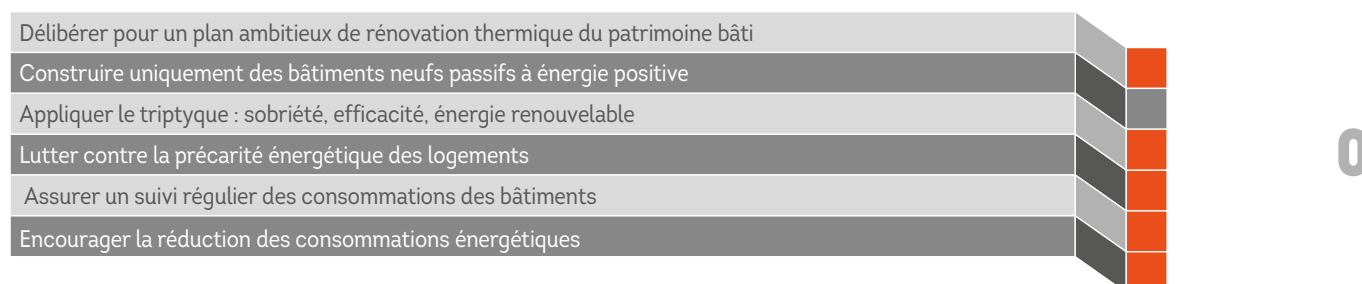 Délibérer pour un plan ambitieux de rénovation thermique du patrimoine bâti
Construire uniquement des bâtiments neufs passifs à énergie positive
Appliquer le triptyque : sobriété, efficacité, énergie renouvelable
Lutter contre la précarité énergétique des logements
Assurer un suivi régulier des consommations des bâtiments
Encourager la réduction des consommations énergétiques